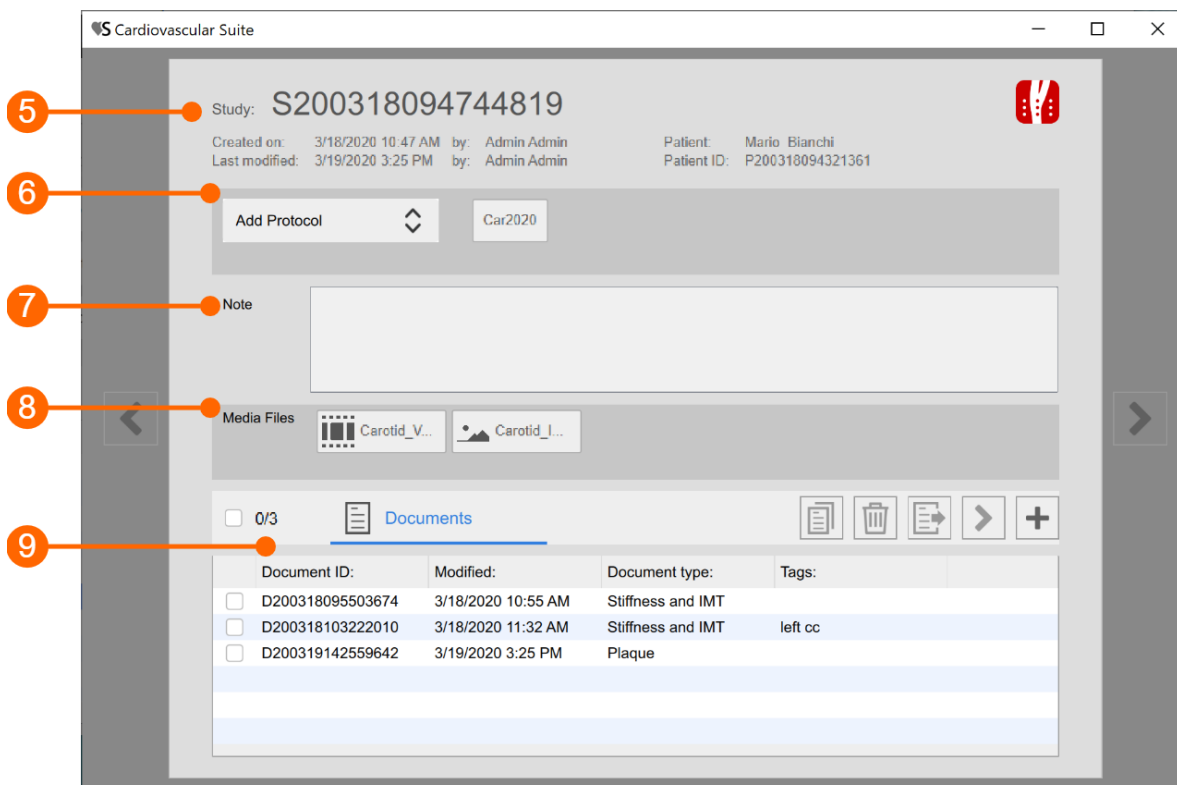 S Cardiovascular Suite
5
Study: S200318094744819
Created on: 3/18/2020 10:47 AM by: Admin Admin Patient: Mario Bianchi
Last modified: 3/19/2020 3:25 PM by: Admin Admin Patient ID: P200318094321361
6
Add Protocol Car2020
7
Note
8
Media Files Carotid_V... Carotid_I...
0/3 Documents
9
Document ID: Modified: Document type: Tags:
D200318095503674 3/18/2020 10:55 AM Stiffness and IMT
D200318103222010 3/18/2020 11:32 AM Stiffness and IMT left cc
D200319142559642 3/19/2020 3:25 PM Plaque